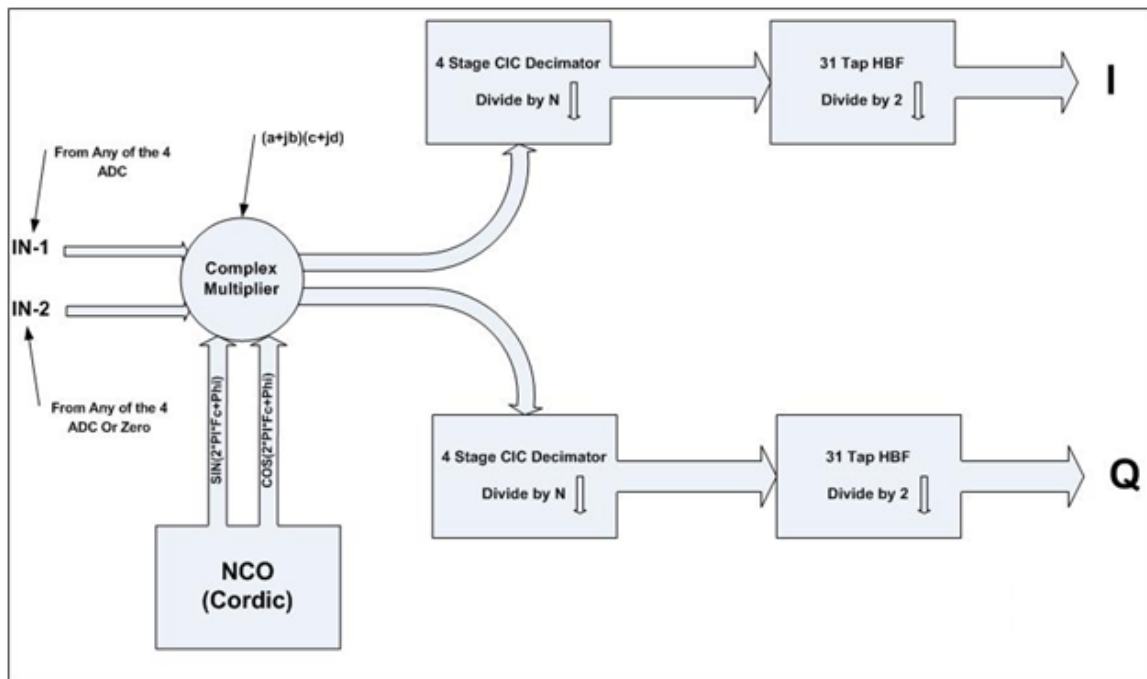 4 Stage CIC Decimator
Divide by N
31 Tap HBF
Divide by 2
I
(a+jb)(c+jd)
From Any of the 4
ADC
IN-1
IN-2
Complex
Multiplier
From Any of the 4
ADC Or Zero
SIN(2*PI*Fc+Phi)
COS(2*PI*Fc+Phi)
4 Stage CIC Decimator
Divide by N
31 Tap HBF
Divide by 2
Q
NCO
(Cordic)